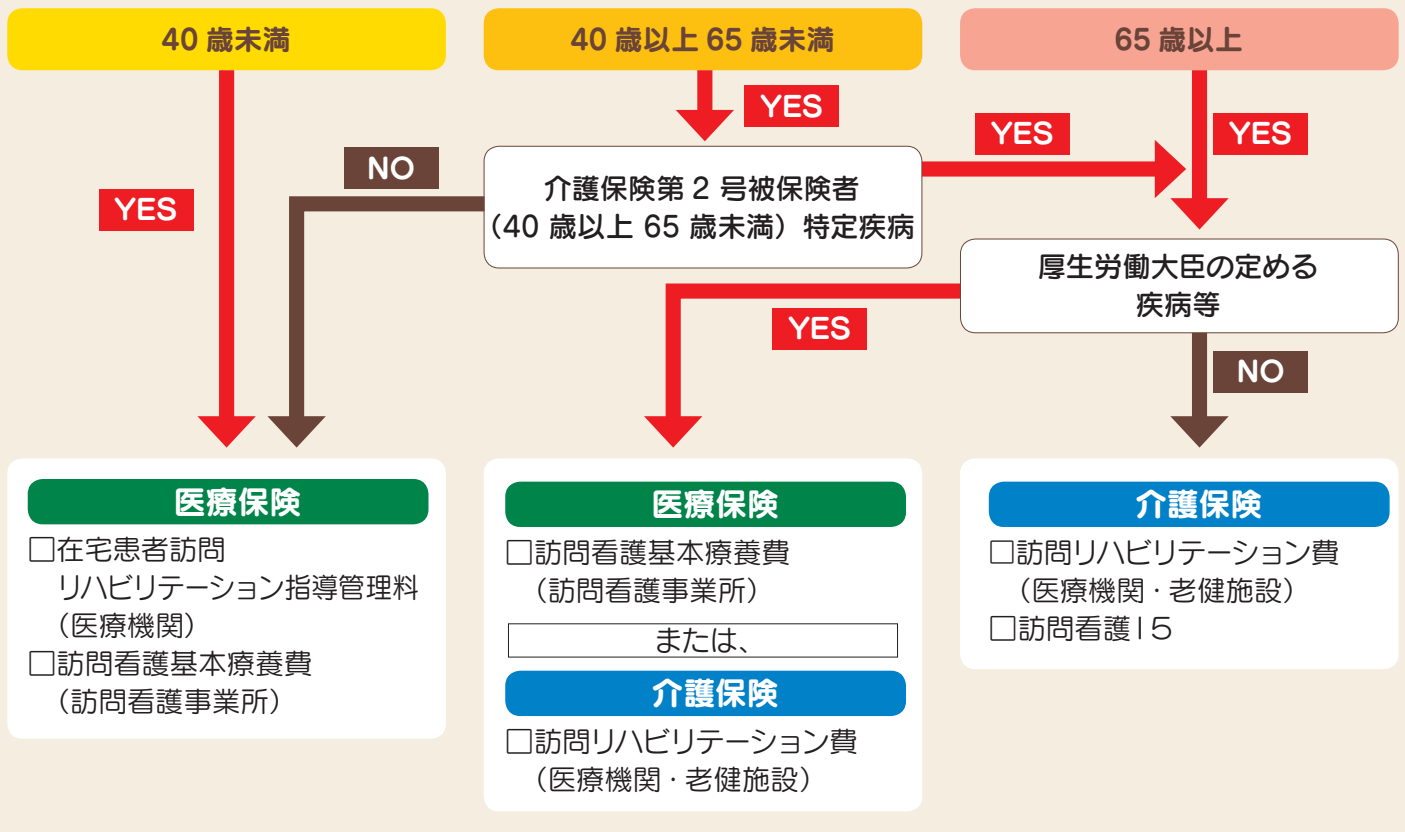 40 歳未満
40 歳以上 65 歳未満
65 歳以上
YES
YES
YES
YES
NO
介護保険第 2 号被保険者
(40 歳以上 65 歳未満)特定疾病
厚生労働大臣の定める
疾病等
YES
NO
医療保険
□在宅患者訪問
リハビリテーション指導管理料
(医療機関)
□訪問看護基本療養費
(訪問看護事業所)
医療保険
□訪問看護基本療養費
(訪問看護事業所)
または、
介護保険
□訪問リハビリテーション費
(医療機関・老健施設)
介護保険
□訪問リハビリテーション費
(医療機関・老健施設)
□訪問看護I5